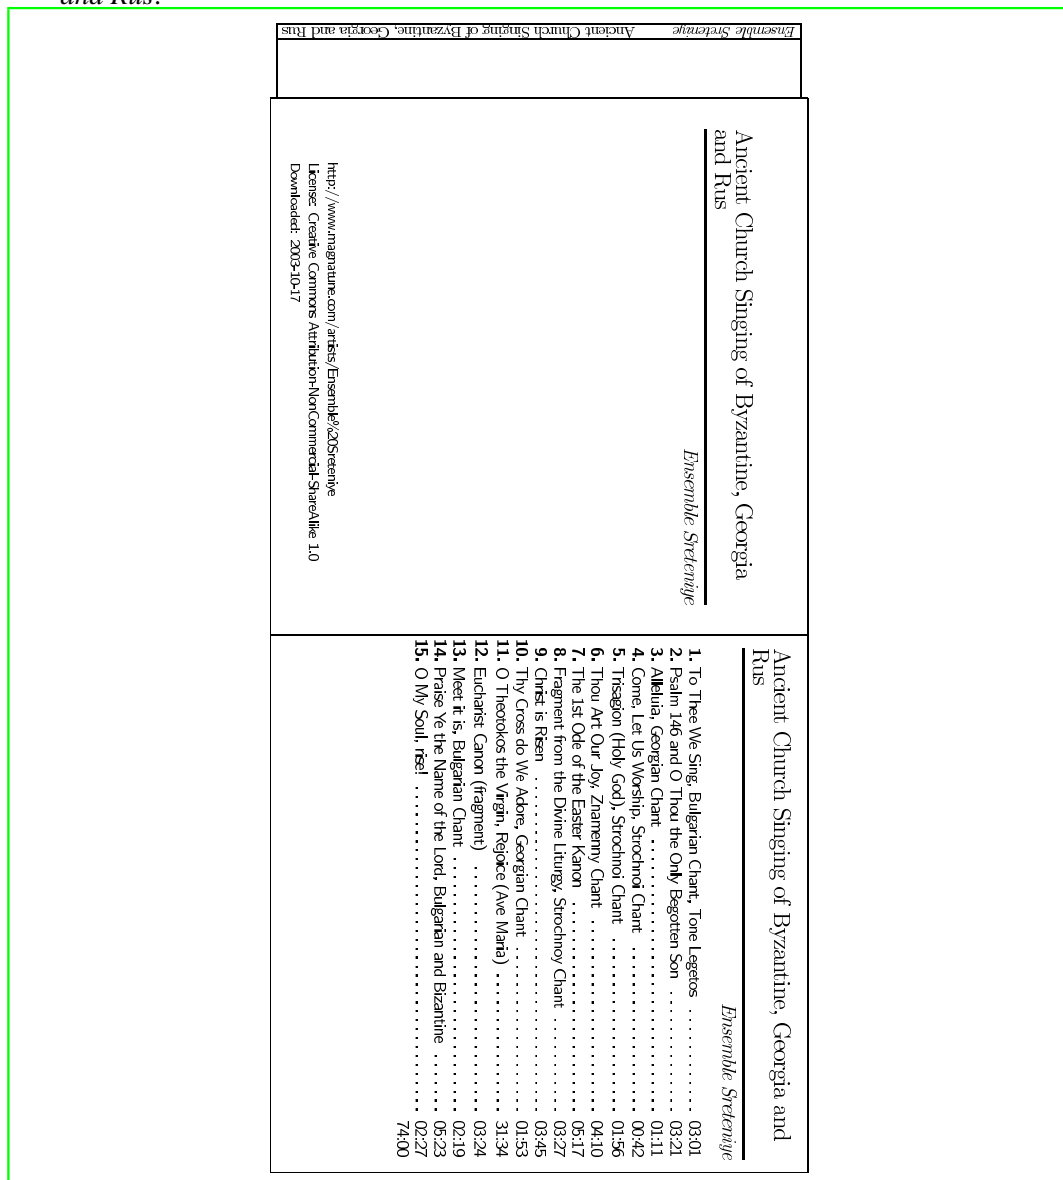 and Rus.
Ensemble Sreteniye Ancient Church Singing of Byzantine, Georgia and Rus
Ancient Church Singing of Byzantine, Georgia
and Rus
Ensemble Sreteniye
http://www.magnatune.com/artists/Ensemble%20Sreteniye
License: Creative Commons Attribution-NonCommercial-ShareAlike 1.0
Downloaded: 2003-10-17
Ancient Church Singing of Byzantine, Georgia and
Rus
Ensemble Sreteniye
1. To Thee We Sing, Bulgarian Chant, Tone Legetos . . . . . . . . . . 03:01
2. Psalm 146 and O Thou the Only Begotten Son . . . . . . . . . . . . 03:21
3. Alleluia, Georgian Chant . . . . . . . . . . . . . . . . . . . . . . . . 01:11
4. Come, Let Us Worship, Strochnoi Chant . . . . . . . . . . . . . . . 00:42
5. Trisagion (Holy God), Strochnoi Chant . . . . . . . . . . . . . . . . 01:56
6. Thou Art Our Joy, Znamenny Chant . . . . . . . . . . . . . . . . . 04:10
7. The 1st Ode of the Easter Kanon . . . . . . . . . . . . . . . . . . . 05:17
8. Fragment from the Divine Liturgy, Strochnoy Chant . . . . . . . . . 03:27
9. Christ is Risen . . . . . . . . . . . . . . . . . . . . . . . . . . . . . . 03:45
10. Thy Cross do We Adore, Georgian Chant . . . . . . . . . . . . . . . 01:53
11. O Theotokos the Virgin, Rejoice (Ave Maria) . . . . . . . . . . . . . 31:34
12. Eucharist Canon (fragment) . . . . . . . . . . . . . . . . . . . . . . 03:24
13. Meet it is, Bulgarian Chant . . . . . . . . . . . . . . . . . . . . . . . 02:19
14. Praise Ye the Name of the Lord, Bulgarian and Bizantine . . . . . . 05:23
15. O My Soul, rise! . . . . . . . . . . . . . . . . . . . . . . . . . . . . . 02:27
74:00